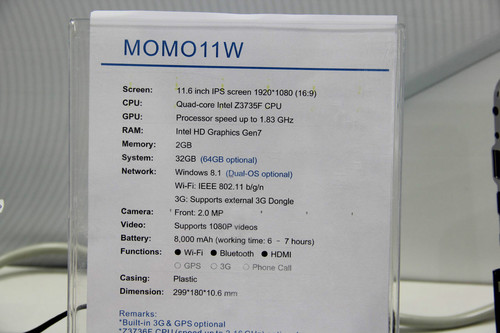 MOMO11W
Screen: 11.6 inch IPS screen 1920*1080 (16:9)
CPU: Quad-core Intel Z3735F CPU
GPU: Processor speed up to 1.83 GHz
RAM: Intel HD Graphics Gen7
Memory: 2GB
System: 32GB (64GB optional)
Network: Windows 8.1 (Dual-OS optional)
Wi-Fi: IEEE 802.11 b/g/n
3G: Supports external 3G Dongle
Camera: Front: 2.0 MP
Video: Supports 1080P videos
Battery: 8,000 mAh (working time: 6 - 7 hours)
Functions: ● Wi-Fi ● Bluetooth ● HDMI
○ GPS ○ 3G ○ Phone Call
Casing: Plastic
Dimension: 299*180*10.6 mm
Remarks:
*Built-in 3G & GPS optional